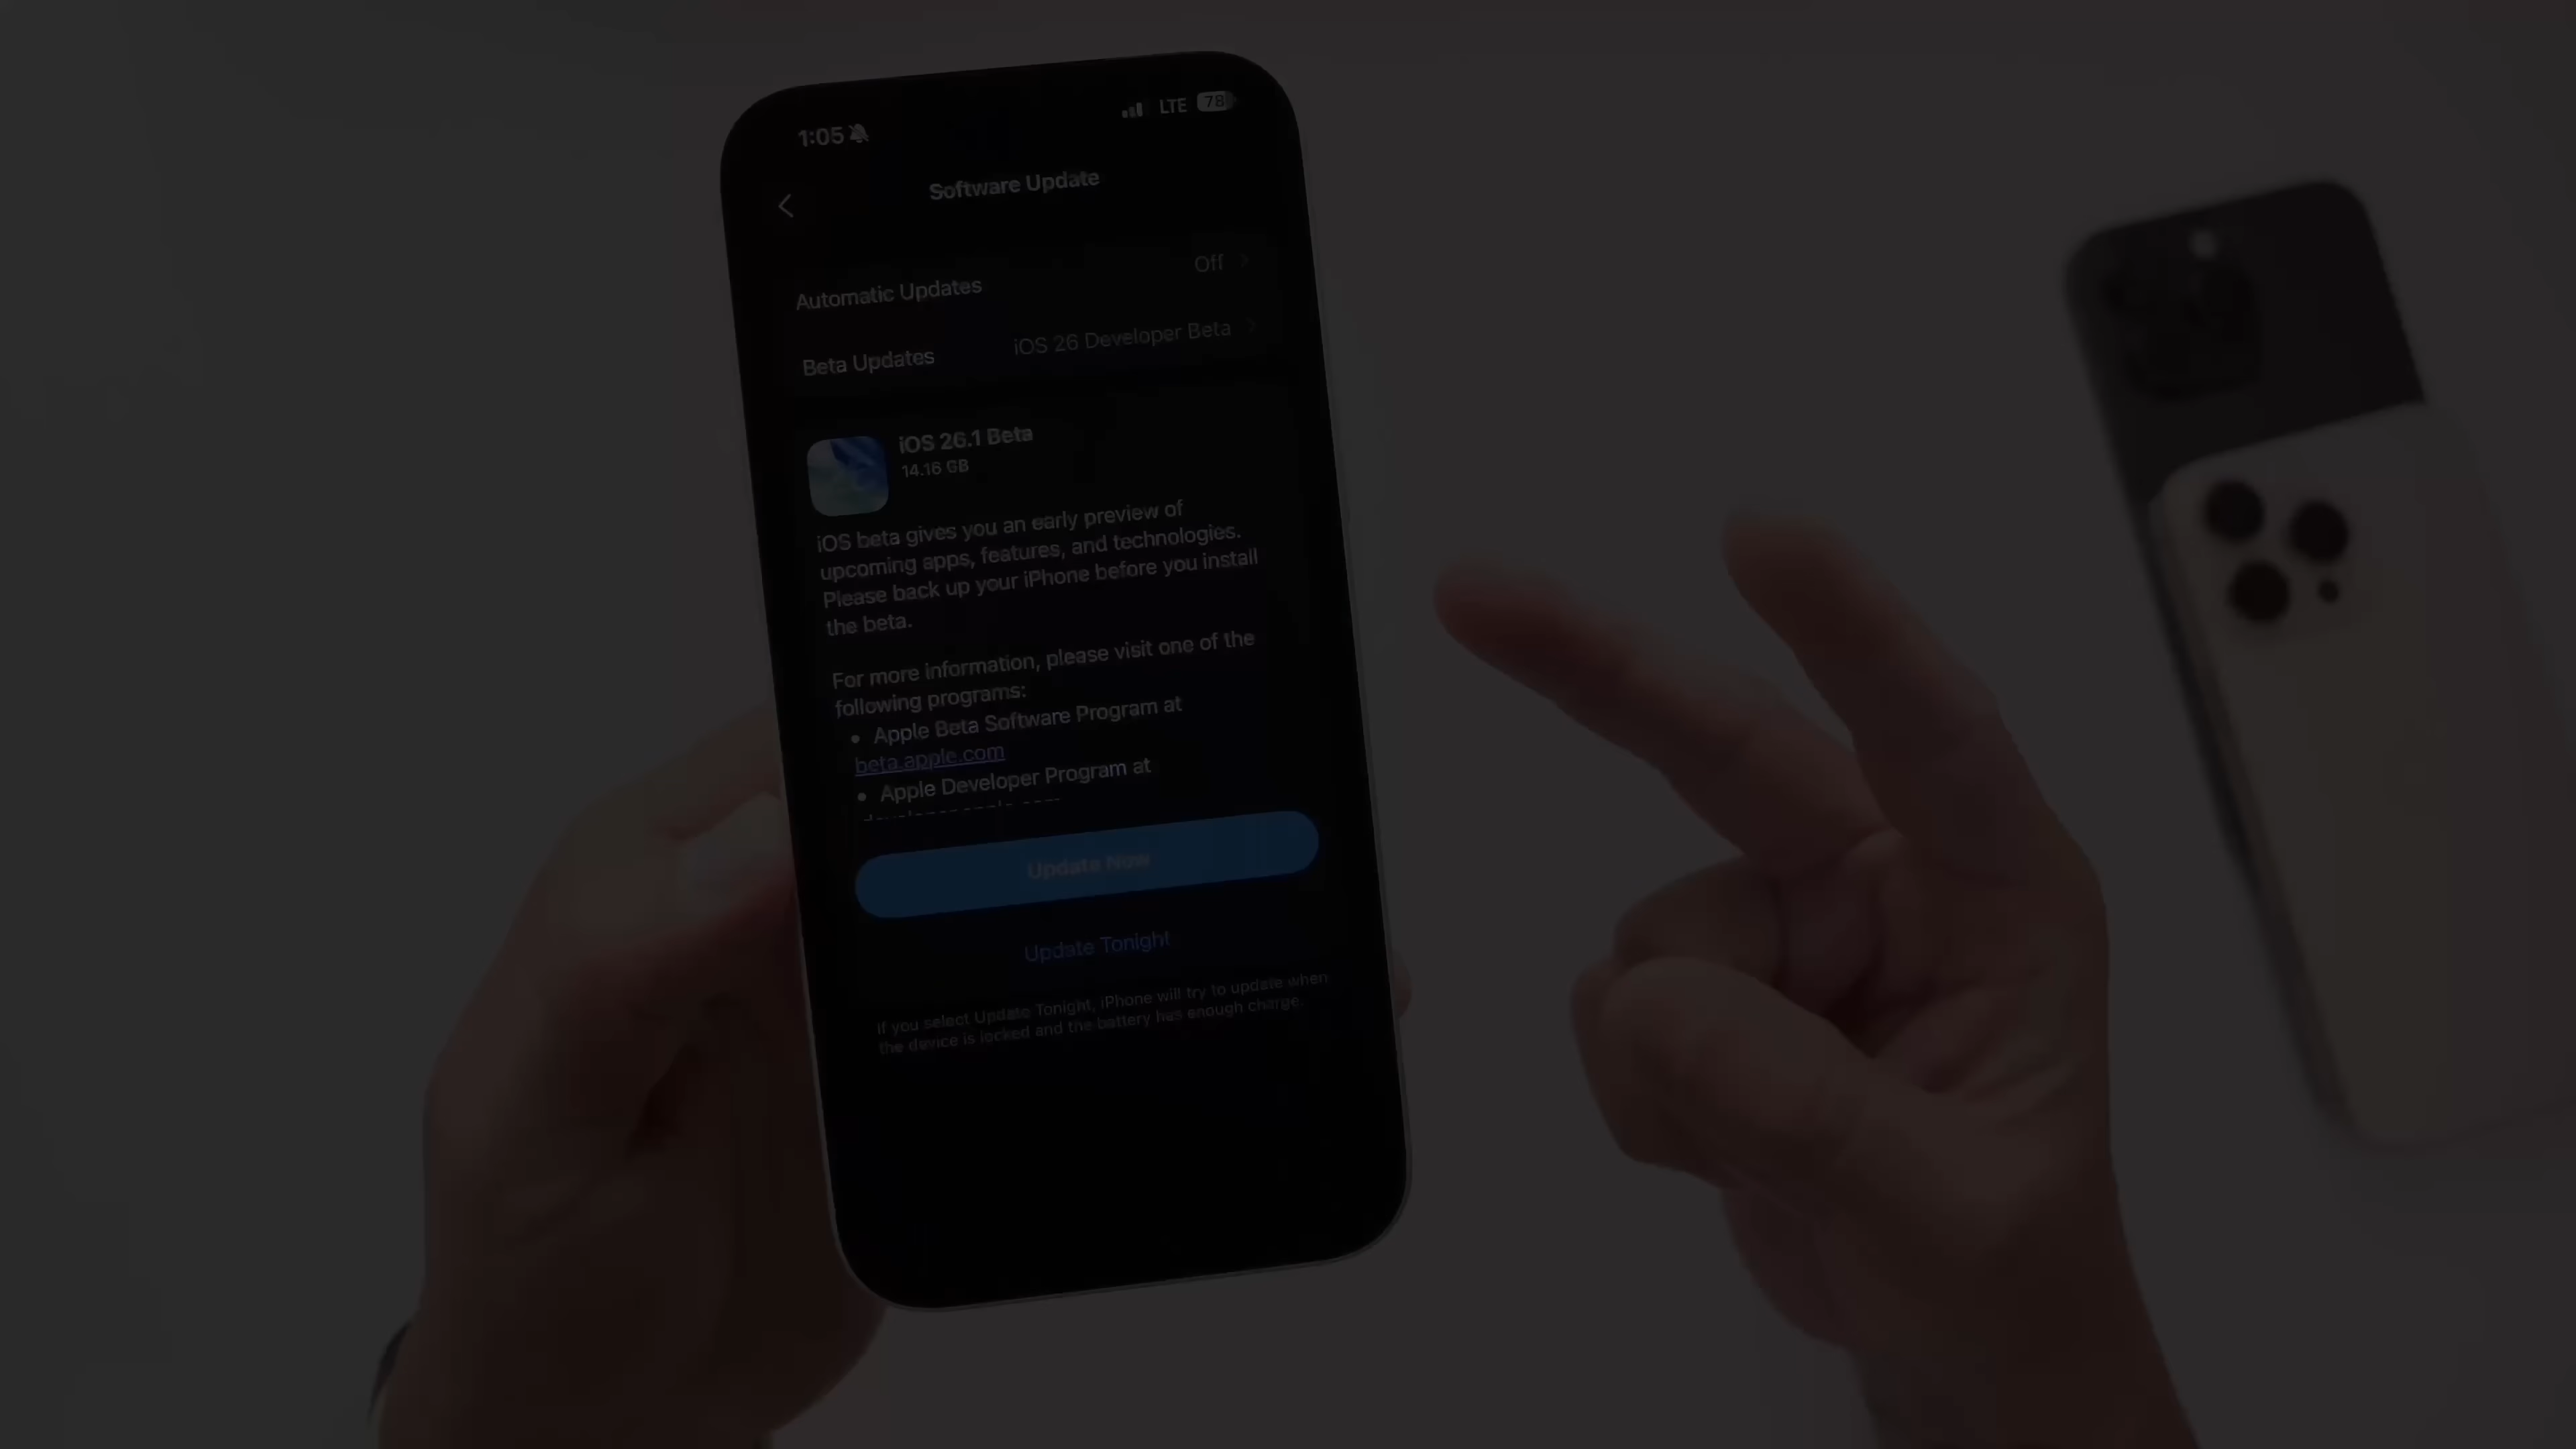 1:05
LTE 78
Software Update
Automatic Updates Off
Beta Updates iOS 26 Developer Beta
iOS 26.1 Beta
14.16 GB
iOS beta gives you an early preview of
upcoming apps, features, and technologies.
Please back up your iPhone before you install
the beta.
For more information, please visit one of the
following programs:
• Apple Beta Software Program at
beta.apple.com
• Apple Developer Program at
Update Now
Update Tonight
If you select Update Tonight, iPhone will try to update when
the device is locked and the battery has enough charge.